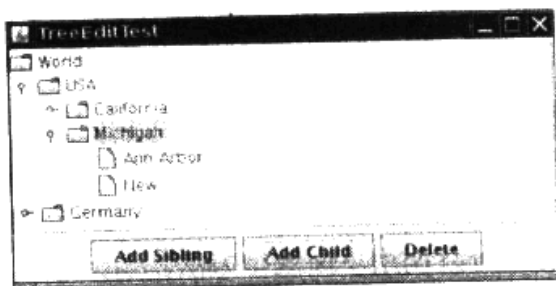 TreeEditTest
World
USA
California
Michigan
Ann Arbor
New
Germany
Add Sibling Add Child Delete